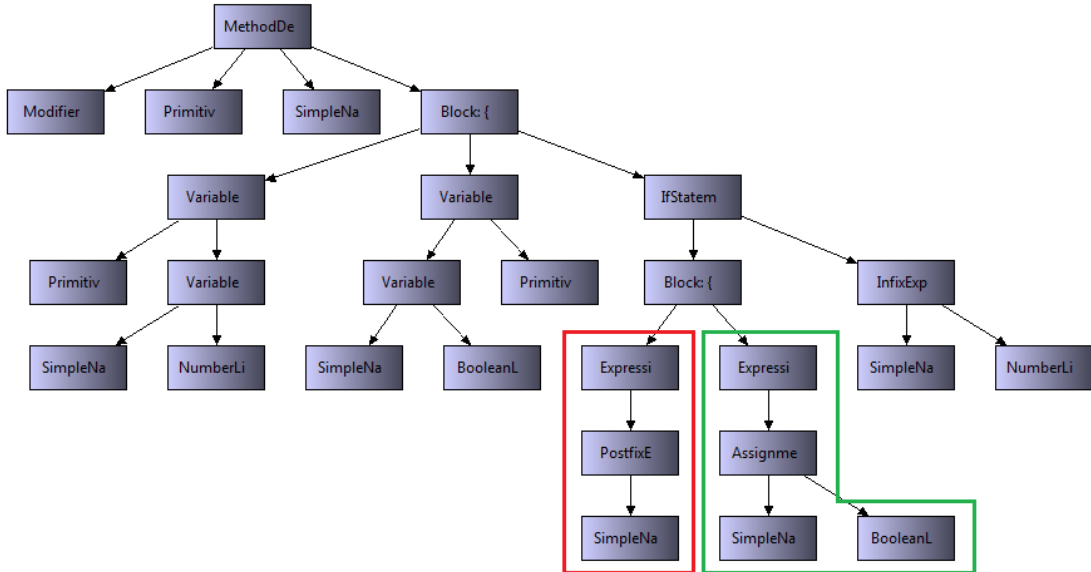 MethodDe
Modifier
Primitiv
SimpleNa
Block: {
Variable
Variable
IfStatem
Primitiv
Variable
Variable
Primitiv
Block: {
InfixExp
SimpleNa
NumberLi
SimpleNa
BooleanL
Expressi
Expressi
SimpleNa
NumberLi
PostfixE
Assignme
SimpleNa
SimpleNa
BooleanL